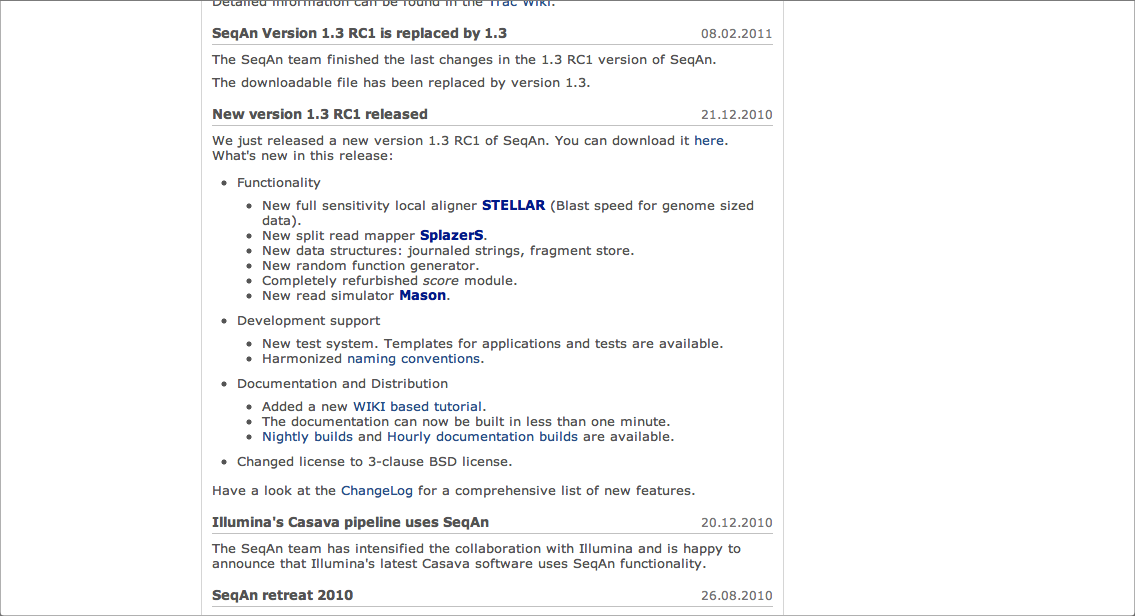 Detailed information can be found in the Trac Wiki.
SeqAn Version 1.3 RC1 is replaced by 1.3 08.02.2011
The SeqAn team finished the last changes in the 1.3 RC1 version of SeqAn.
The downloadable file has been replaced by version 1.3.
New version 1.3 RC1 released 21.12.2010
We just released a new version 1.3 RC1 of SeqAn. You can download it here.
What's new in this release:
• Functionality
• New full sensitivity local aligner STELLAR (Blast speed for genome sized
data).
• New split read mapper SplazerS.
• New data structures: journaled strings, fragment store.
• New random function generator.
• Completely refurbished score module.
• New read simulator Mason.
• Development support
• New test system. Templates for applications and tests are available.
• Harmonized naming conventions.
• Documentation and Distribution
• Added a new WIKI based tutorial.
• The documentation can now be built in less than one minute.
• Nightly builds and Hourly documentation builds are available.
• Changed license to 3-clause BSD license.
Have a look at the ChangeLog for a comprehensive list of new features.
Illumina's Casava pipeline uses SeqAn 20.12.2010
The SeqAn team has intensified the collaboration with Illumina and is happy to
announce that Illumina's latest Casava software uses SeqAn functionality.
SeqAn retreat 2010 26.08.2010